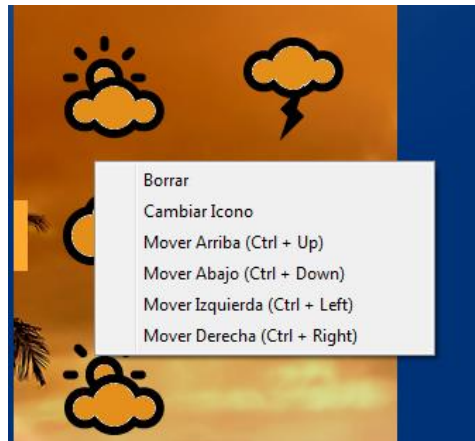 Borrar
Cambiar Icono
Mover Arriba (Ctrl + Up)
Mover Abajo (Ctrl + Down)
Mover Izquierda (Ctrl + Left)
Mover Derecha (Ctrl + Right)